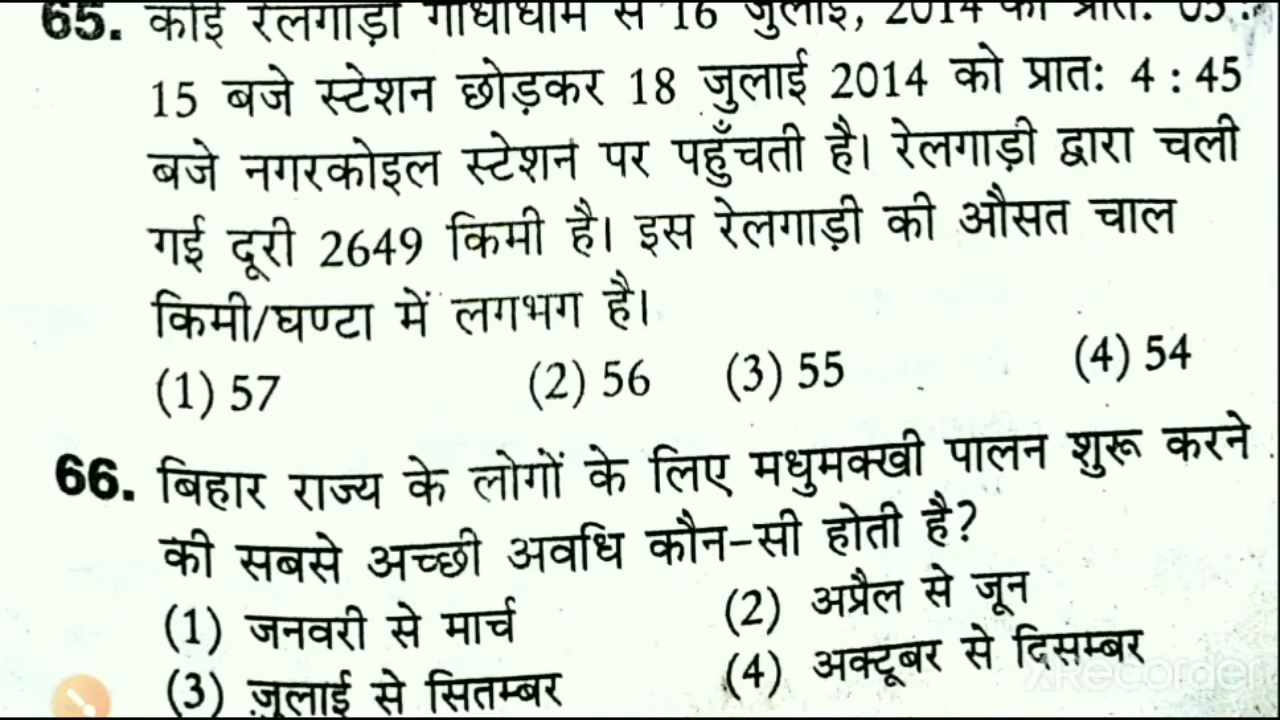 65. कोई रेलगाड़ी गांधीधाम से 16 जुलाई, 2014 को प्रात: 05 :
15 बजे स्टेशन छोड़कर 18 जुलाई 2014 को प्रात: 4 : 45
बजे नगरकोइल स्टेशन पर पहुँचती है। रेलगाड़ी द्वारा चली
गई दूरी 2649 किमी है। इस रेलगाड़ी की औसत चाल
किमी/घण्टा में लगभग है।
(1) 57 (2) 56 (3) 55 (4) 54
66. बिहार राज्य के लोगों के लिए मधुमक्खी पालन शुरू करने
की सबसे अच्छी अवधि कौन-सी होती है?
(1) जनवरी से मार्च (2) अप्रैल से जून
(3) जुलाई से सितम्बर (4) अक्टूबर से दिसम्बर
XRecorder